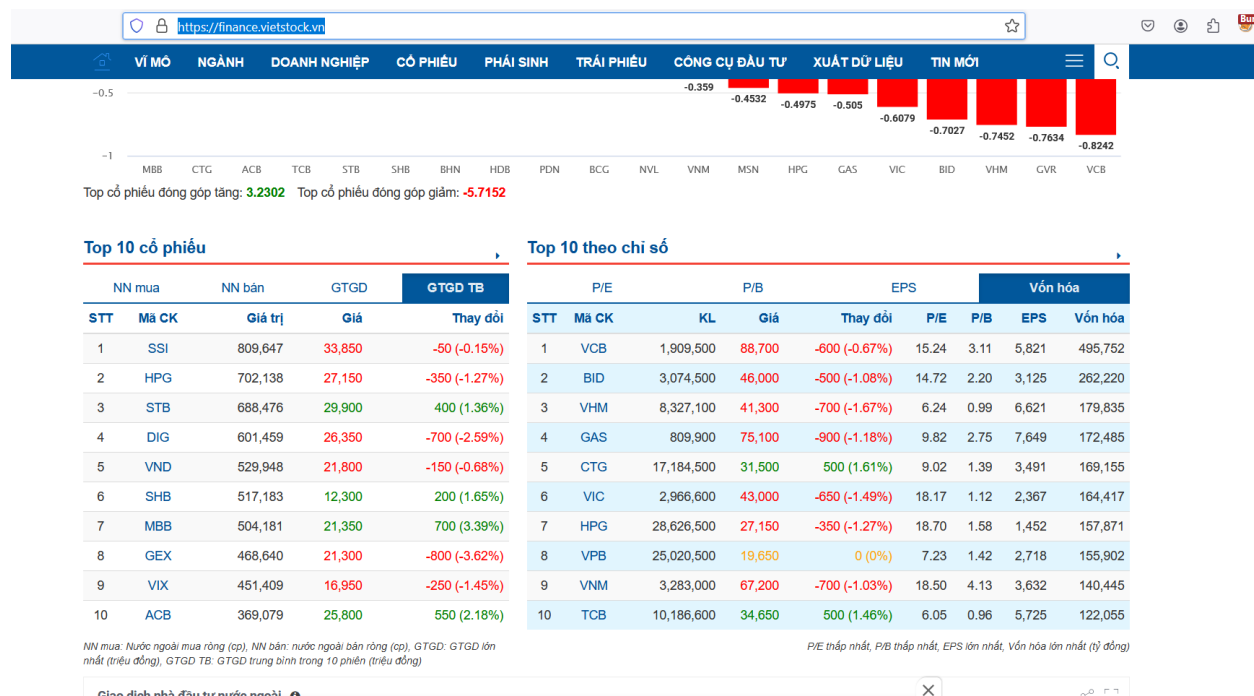 https://finance.vietstock.vn
Bur
VĨ MÔ NGÀNH DOANH NGHIỆP CỔ PHIẾU PHÁI SINH TRÁI PHIẾU CÔNG CỤ ĐẦU TƯ XUẤT DỮ LIỆU TIN MỚI
-0.5 -0.359 -0.4532 -0.4975 -0.505 -0.6079 -0.7027 -0.7452 -0.7634 -0.8242
-1
MBB CTG ACB TCB STB SHB BHN HDB PDN BCG NVL VNM MSN HPG GAS VIC BID VHM GVR VCB
Top cổ phiếu đóng góp tăng: 3.2302 Top cổ phiếu đóng góp giảm: -5.7152
Top 10 cổ phiếu
NN mua NN bán GTGD GTGD TB
STT Mã CK Giá trị Giá Thay đổi
1 SSI 809,647 33,850 -50 (-0.15%)
2 HPG 702,138 27,150 -350 (-1.27%)
3 STB 688,476 29,900 400 (1.36%)
4 DIG 601,459 26,350 -700 (-2.59%)
5 VND 529,948 21,800 -150 (-0.68%)
6 SHB 517,183 12,300 200 (1.65%)
7 MBB 504,181 21,350 700 (3.39%)
8 GEX 468,640 21,300 -800 (-3.62%)
9 VIX 451,409 16,950 -250 (-1.45%)
10 ACB 369,079 25,800 550 (2.18%)
NN mua: Nước ngoài mua ròng (cp), NN bán: nước ngoài bán ròng (cp), GTGD: GTGD lớn
nhất (triệu đồng), GTGD TB: GTGD trung bình trong 10 phiên (triệu đồng)
Top 10 theo chỉ số
P/E P/B EPS Vốn hóa
STT Mã CK KL Giá Thay đổi P/E P/B EPS Vốn hóa
1 VCB 1,909,500 88,700 -600 (-0.67%) 15.24 3.11 5,821 495,752
2 BID 3,074,500 46,000 -500 (-1.08%) 14.72 2.20 3,125 262,220
3 VHM 8,327,100 41,300 -700 (-1.67%) 6.24 0.99 6,621 179,835
4 GAS 809,900 75,100 -900 (-1.18%) 9.82 2.75 7,649 172,485
5 CTG 17,184,500 31,500 500 (1.61%) 9.02 1.39 3,491 169,155
6 VIC 2,966,600 43,000 -650 (-1.49%) 18.17 1.12 2,367 164,417
7 HPG 28,626,500 27,150 -350 (-1.27%) 18.70 1.58 1,452 157,871
8 VPB 25,020,500 19,650 0 (0%) 7.23 1.42 2,718 155,902
9 VNM 3,283,000 67,200 -700 (-1.03%) 18.50 4.13 3,632 140,445
10 TCB 10,186,600 34,650 500 (1.46%) 6.05 0.96 5,725 122,055
P/E thấp nhất, P/B thấp nhất, EPS lớn nhất, Vốn hóa lớn nhất (tỷ đồng)
Giao dịch nhà đầu tư nước ngoài